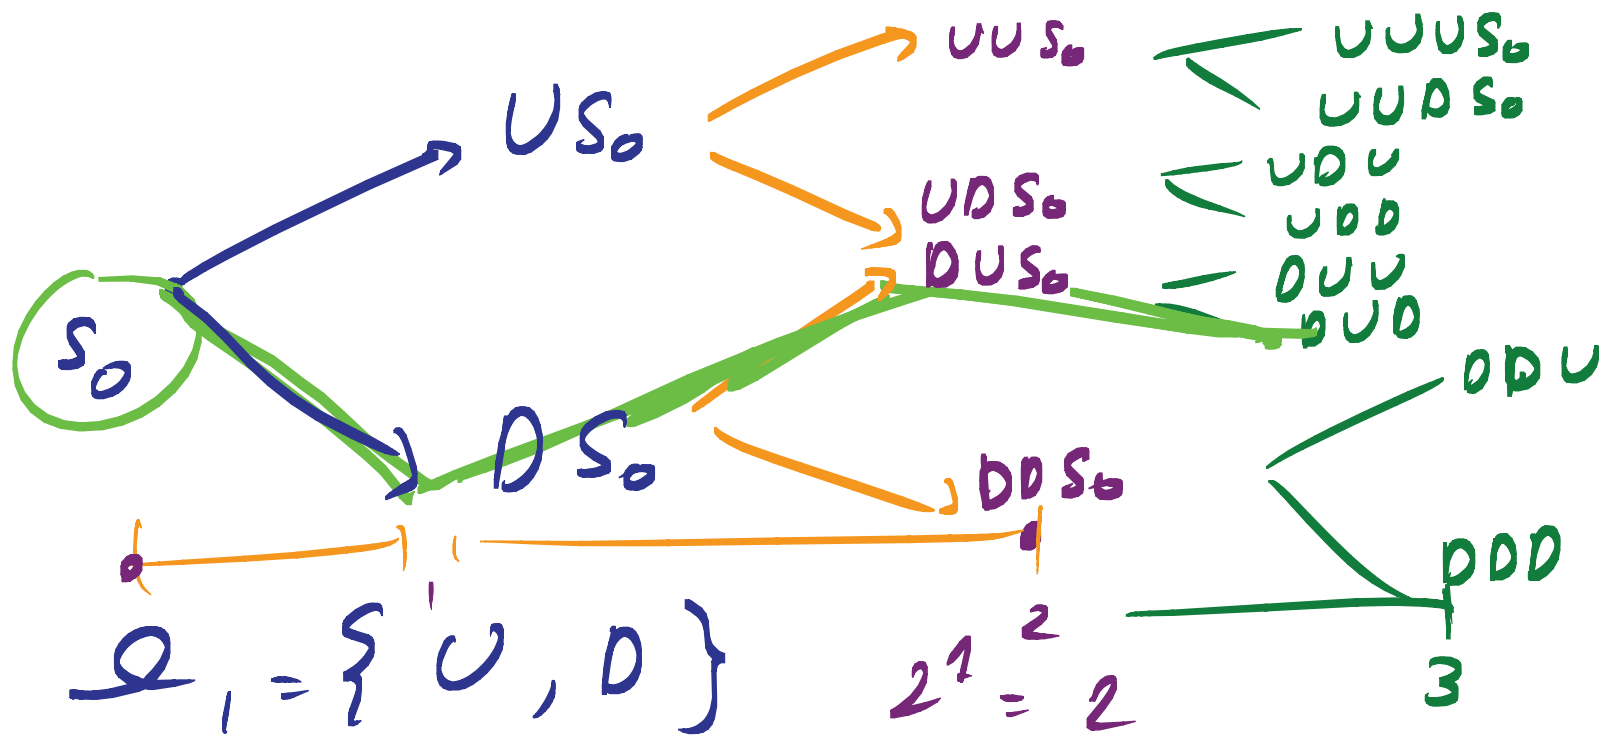 UUS₀
UUUS₀
UUDS₀
US₀
UDU
UDS₀
UDD
DUS₀
DUU
DUD
S₀
DDU
DS₀
DDS₀
DDD
1
2
3
Ω₁ = {U, D}
2¹ = 2